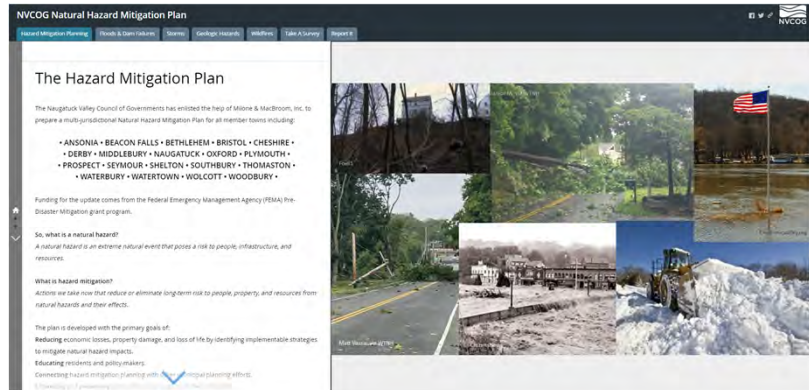 NVCOG Natural Hazard Mitigation Plan
NVCOG
Hazard Mitigation Planning Floods & Dam Failures Storms Geologic Hazards Wildfires Take A Survey Report It
The Hazard Mitigation Plan
The Naugatuck Valley Council of Governments has enlisted the help of Milone & MacBroom, Inc. to
prepare a multi-jurisdictional Natural Hazard Mitigation Plan for all member towns including:
• ANSONIA • BEACON FALLS • BETHLEHEM • BRISTOL • CHESHIRE •
• DERBY • MIDDLEBURY • NAUGATUCK • OXFORD • PLYMOUTH •
• PROSPECT • SEYMOUR • SHELTON • SOUTHBURY • THOMASTON •
• WATERBURY • WATERTOWN • WOLCOTT • WOODBURY •
Funding for the update comes from the Federal Emergency Management Agency (FEMA) Pre-
Disaster Mitigation grant program.
So, what is a natural hazard?
A natural hazard is an extreme natural event that poses a risk to people, infrastructure, and
resources.
What is hazard mitigation?
Actions we take now that reduce or eliminate long-term risk to people, property, and resources from
natural hazards and their effects.
The plan is developed with the primary goals of:
Reducing economic losses, property damage, and loss of life by identifying implementable strategies
to mitigate natural hazard impacts.
Educating residents and policy makers.
Connecting hazard mitigation planning with other municipal planning efforts.